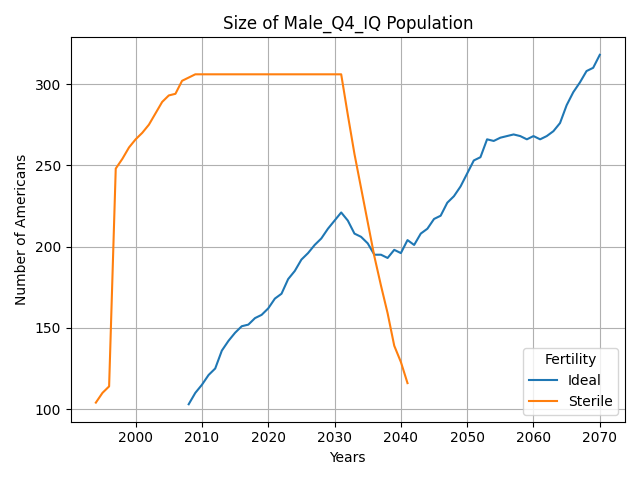 Size of Male_Q4_IQ Population
Number of Americans
300
250
200
150
100
2000
2010
2020
2030
2040
2050
2060
2070
Years
Fertility
Ideal
Sterile